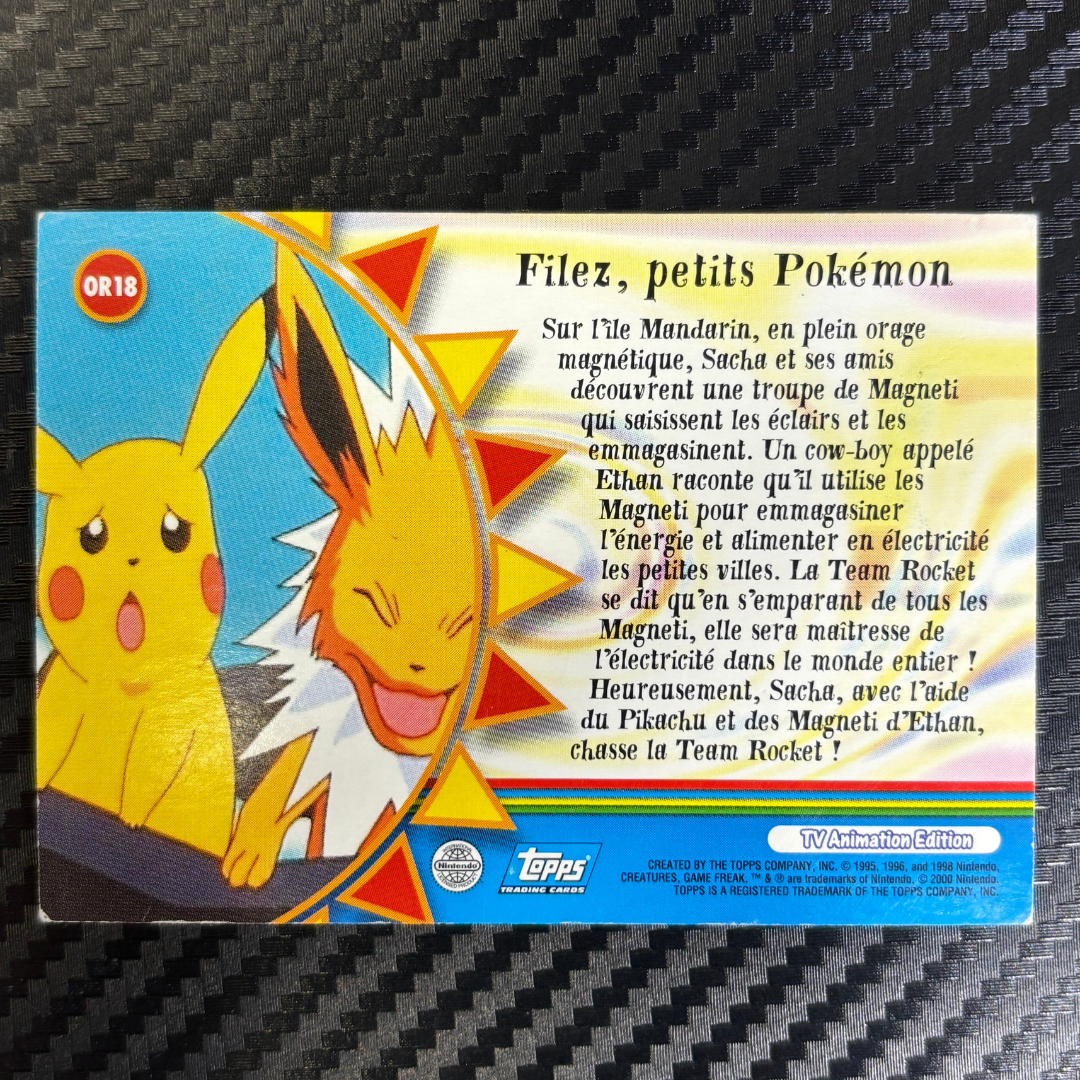 OR18
Filez, petits Pokémon
Sur l'île Mandarin, en plein orage
magnétique, Sacha et ses amis
découvrent une troupe de Magneti
qui saisissent les éclairs et les
emmagasinent. Un cow-boy appelé
Ethan raconte qu'il utilise les
Magneti pour emmagasiner
l'énergie et alimenter en électricité
les petites villes. La Team Rocket
se dit qu'en s'emparant de tous les
Magneti, elle sera maîtresse de
l'électricité dans le monde entier !
Heureusement, Sacha, avec l'aide
du Pikachu et des Magneti d'Ethan,
chasse la Team Rocket !
TV Animation Edition
Nintendo
topps®
TRADING CARDS
CREATED BY THE TOPPS COMPANY, INC. © 1995, 1996, and 1998 Nintendo,
CREATURES, GAME FREAK. ™ & ® are trademarks of Nintendo, © 2000 Nintendo.
TOPPS IS A REGISTERED TRADEMARK OF THE TOPPS COMPANY, INC.